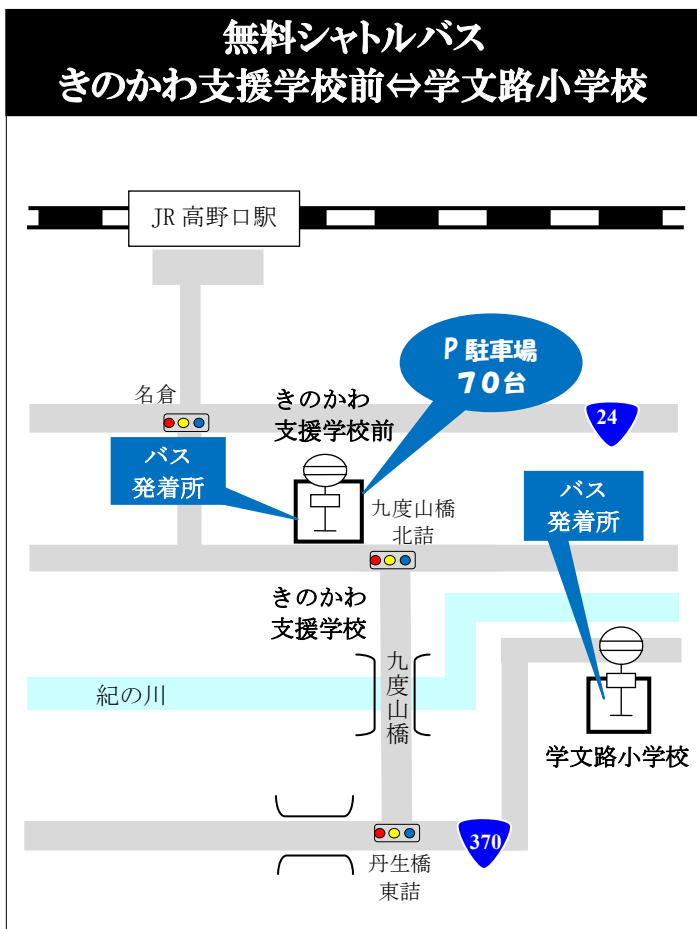 無料シャトルバス
きのかわ支援学校前⇔学文路小学校
JR 高野口駅
P 駐車場
70台
名倉
きのかわ
支援学校前
24
バス
発着所
バス
発着所
九度山橋
北詰
きのかわ
支援学校
九度山橋
紀の川
学文路小学校
370
丹生橋
東詰